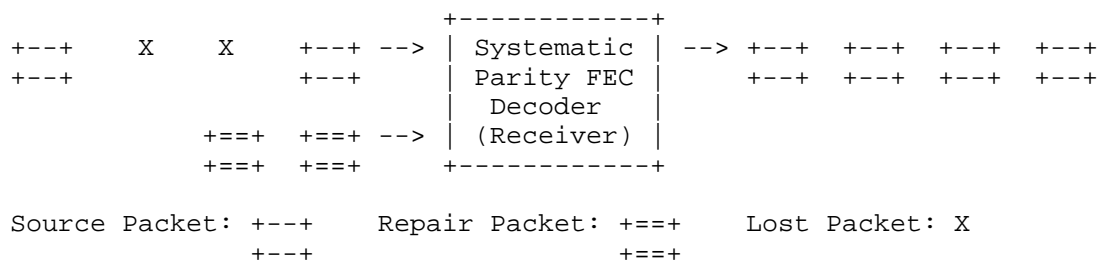 +------------+
+--+    X    X    +--+ --> | Systematic | --> +--+  +--+  +--+  +--+
+--+              +--+     | Parity FEC |     +--+  +--+  +--+  +--+
                           |  Decoder   |
            +==+  +==+ --> | (Receiver) |
            +==+  +==+     +------------+
Source Packet: +--+    Repair Packet: +==+    Lost Packet: X
               +--+                   +==+